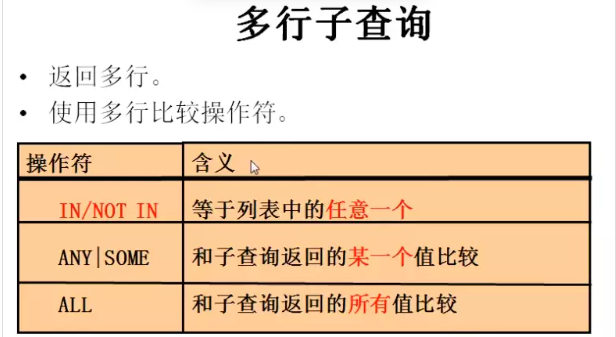 多行子查询
• 返回多行。
• 使用多行比较操作符。
操作符 含义
IN/NOT IN 等于列表中的任意一个
ANY|SOME 和子查询返回的某一个值比较
ALL 和子查询返回的所有值比较